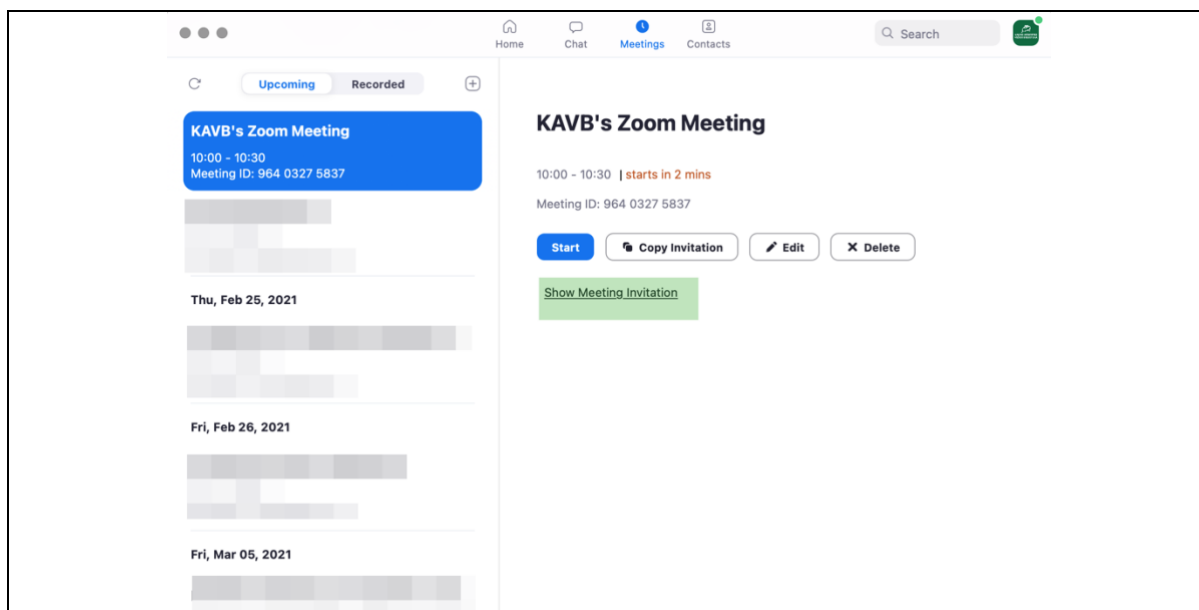 Home
Chat
Meetings
Contacts
Search
Upcoming
Recorded
KAVB's Zoom Meeting
10:00 - 10:30
Meeting ID: 964 0327 5837
Thu, Feb 25, 2021
Fri, Feb 26, 2021
Fri, Mar 05, 2021
KAVB's Zoom Meeting
10:00 - 10:30 | starts in 2 mins
Meeting ID: 964 0327 5837
Start
Copy Invitation
Edit
Delete
Show Meeting Invitation